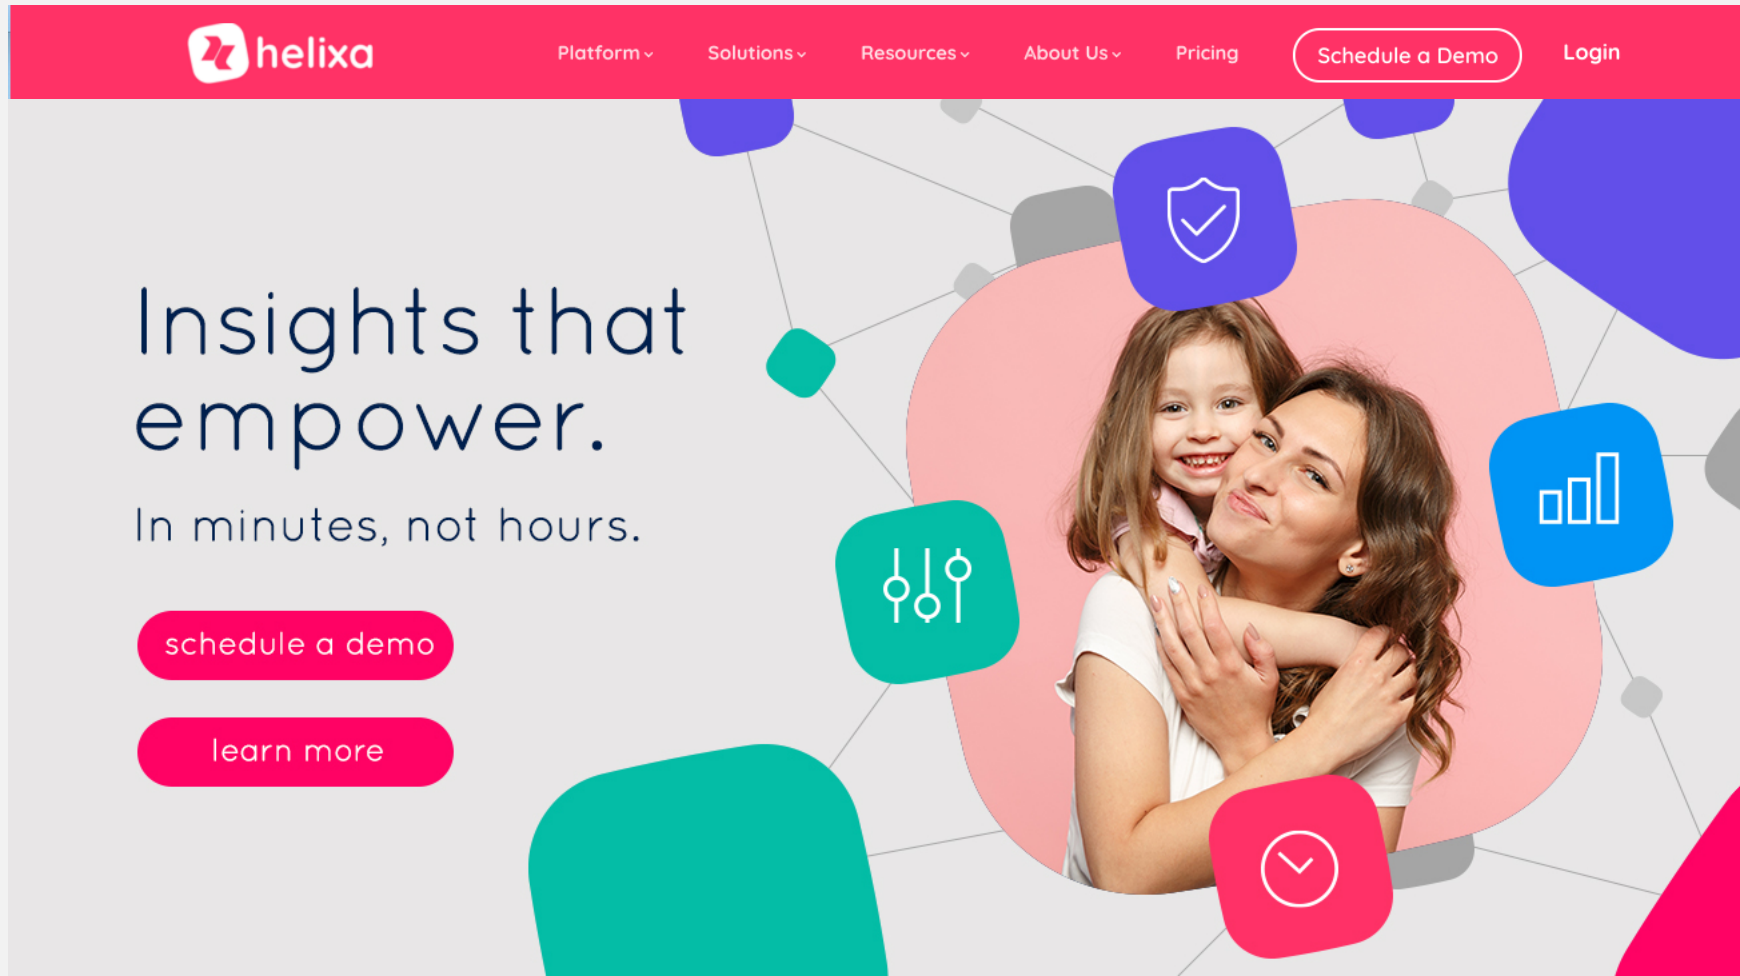 helixa
Platform
Solutions
Resources
About Us
Pricing
Schedule a Demo
Login
Insights that
empower.
In minutes, not hours.
schedule a demo
learn more